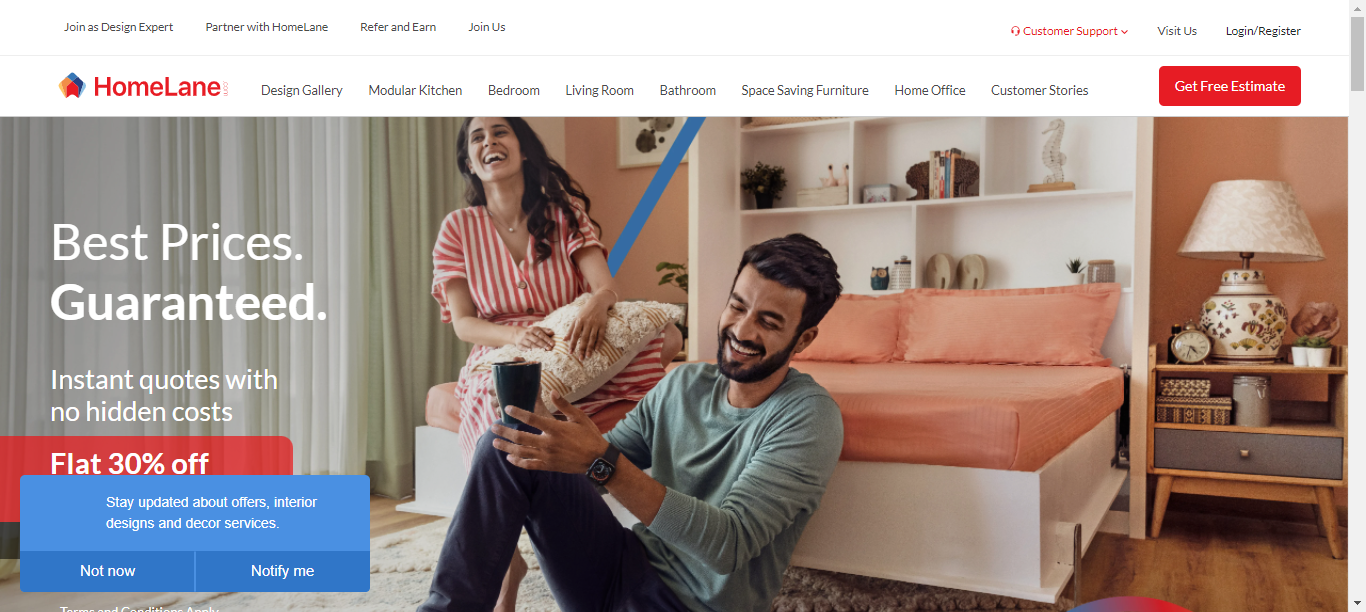 Join as Design Expert
Partner with HomeLane
Refer and Earn
Join Us
Customer Support
Visit Us
Login/Register
HomeLane
Design Gallery
Modular Kitchen
Bedroom
Living Room
Bathroom
Space Saving Furniture
Home Office
Customer Stories
Get Free Estimate
Best Prices.
Guaranteed.
Instant quotes with
no hidden costs
Flat 30% off
Stay updated about offers, interior
designs and decor services.
Not now
Notify me
Terms and Conditions Apply